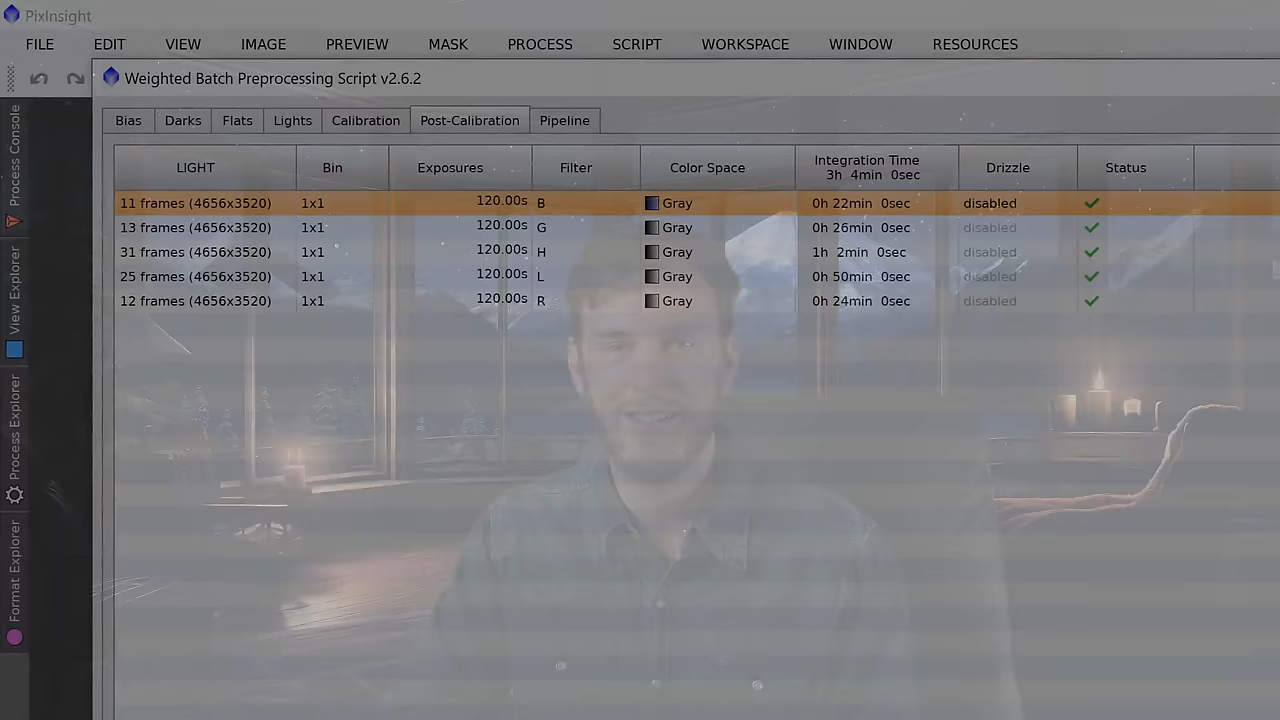 PixInsight
FILE EDIT VIEW IMAGE PREVIEW MASK PROCESS SCRIPT WORKSPACE WINDOW RESOURCES
Weighted Batch Preprocessing Script v2.6.2
Bias Darks Flats Lights Calibration Post-Calibration Pipeline
LIGHT Bin Exposures Filter Color Space Integration Time Drizzle Status
3h 4min 0sec
11 frames (4656x3520) 1x1 120.00s B Gray 0h 22min 0sec disabled
13 frames (4656x3520) 1x1 120.00s G Gray 0h 26min 0sec disabled
31 frames (4656x3520) 1x1 120.00s H Gray 1h 2min 0sec disabled
25 frames (4656x3520) 1x1 120.00s L Gray 0h 50min 0sec disabled
12 frames (4656x3520) 1x1 120.00s R Gray 0h 24min 0sec disabled
Process Console
View Explorer
Process Explorer
Format Explorer